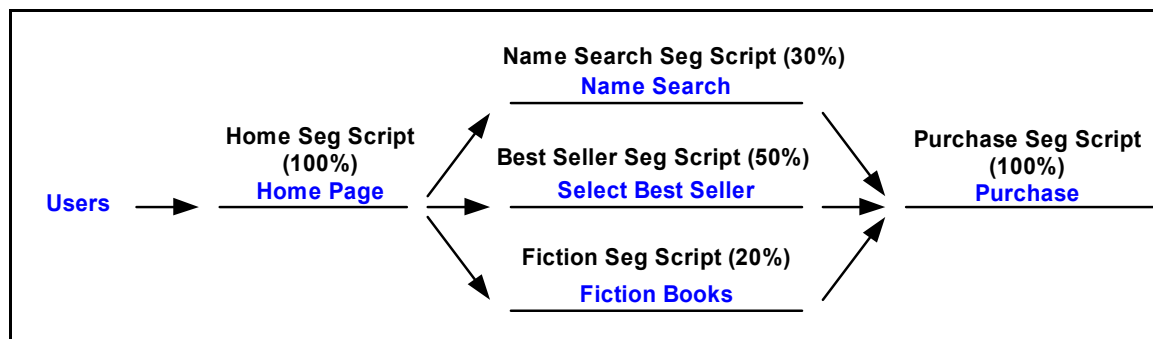 Users
Home Seg Script
(100%)
Home Page
Name Search Seg Script (30%)
Name Search
Best Seller Seg Script (50%)
Select Best Seller
Fiction Seg Script (20%)
Fiction Books
Purchase Seg Script
(100%)
Purchase